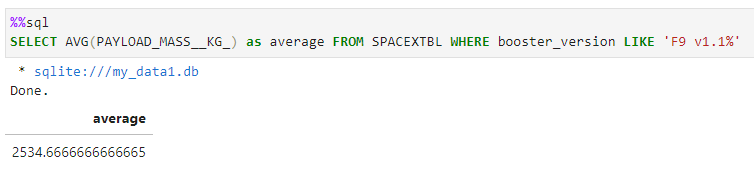 %%sql
SELECT AVG(PAYLOAD_MASS__KG_) as average FROM SPACEXTBL WHERE booster_version LIKE 'F9 v1.1%'
* sqlite:///my_data1.db
Done.
average
2534.6666666666665